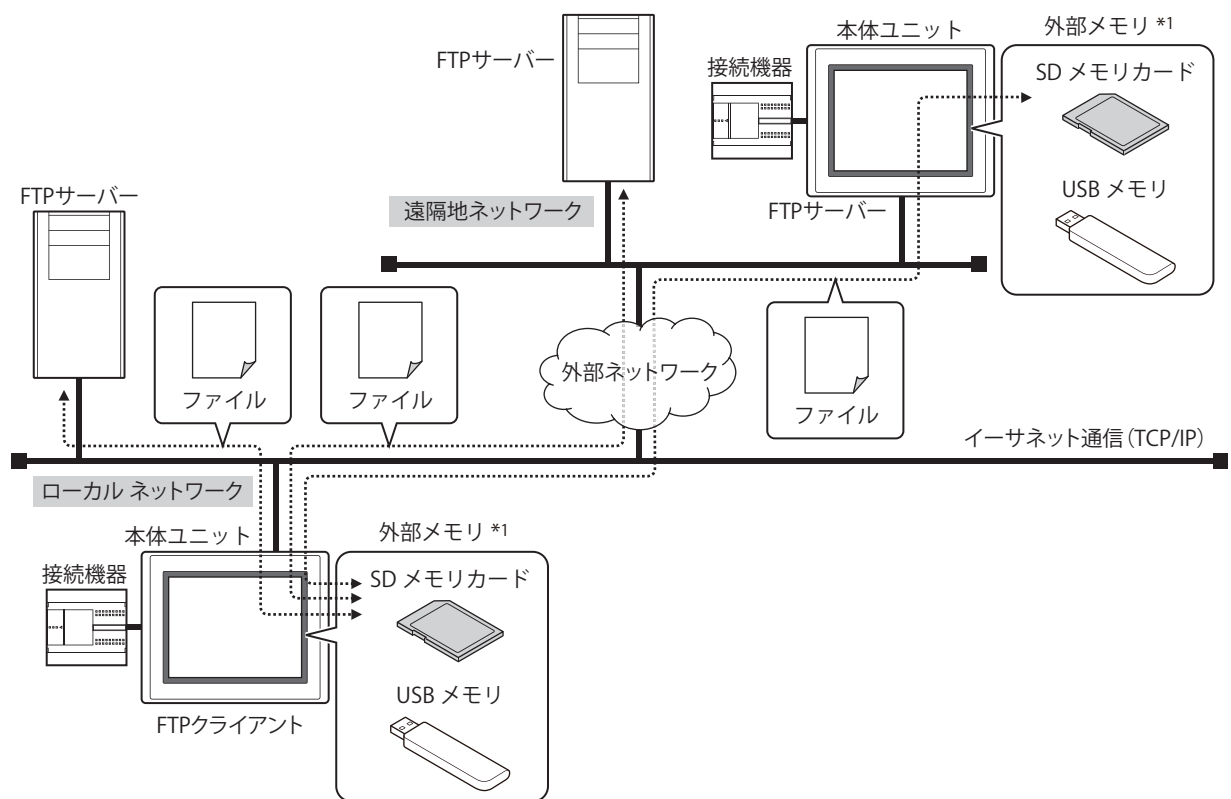 本体ユニット
外部メモリ *1
FTPサーバー
接続機器
SD メモリカード
USB メモリ
FTPサーバー
遠隔地ネットワーク
FTPサーバー
ファイル
ファイル
外部ネットワーク
ファイル
イーサネット通信(TCP/IP)
ローカル ネットワーク
本体ユニット
外部メモリ *1
接続機器
SD メモリカード
USB メモリ
FTPクライアント